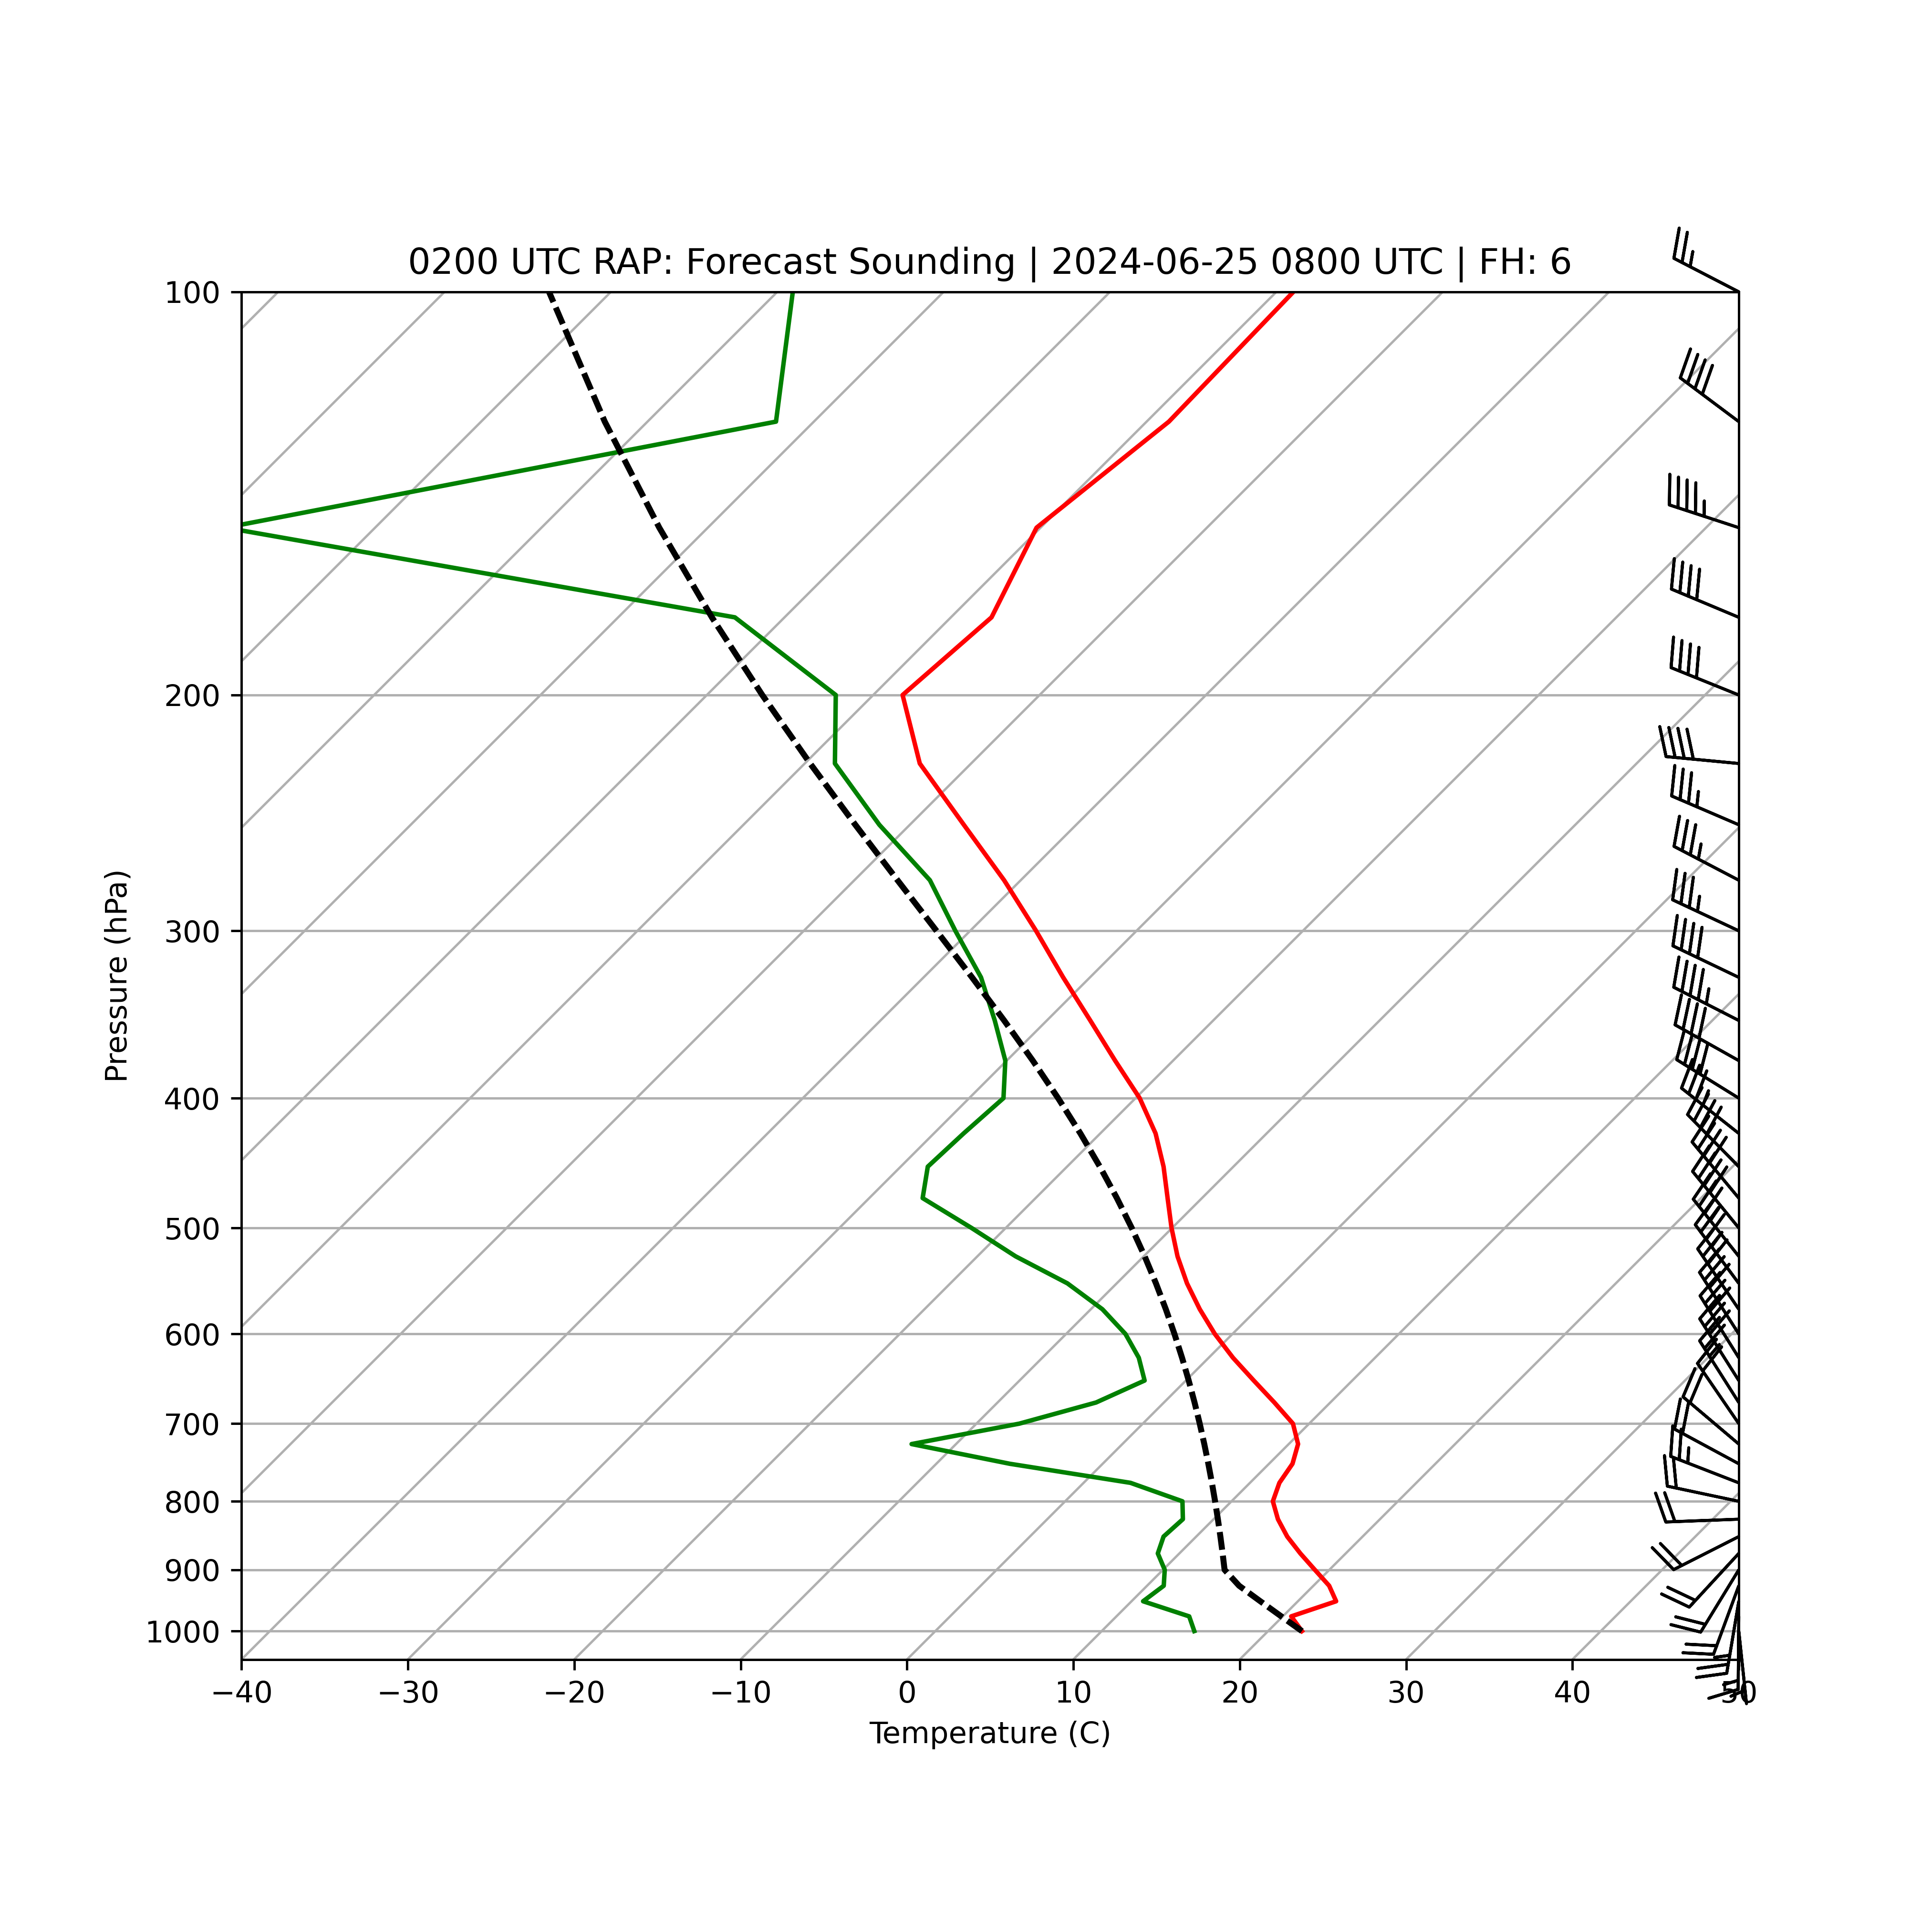 0200 UTC RAP: Forecast Sounding | 2024-06-25 0800 UTC | FH: 6
100
200
300
400
500
600
700
800
900
1000
Pressure (hPa)
−40 −30 −20 −10 0 10 20 30 40 50
Temperature (C)